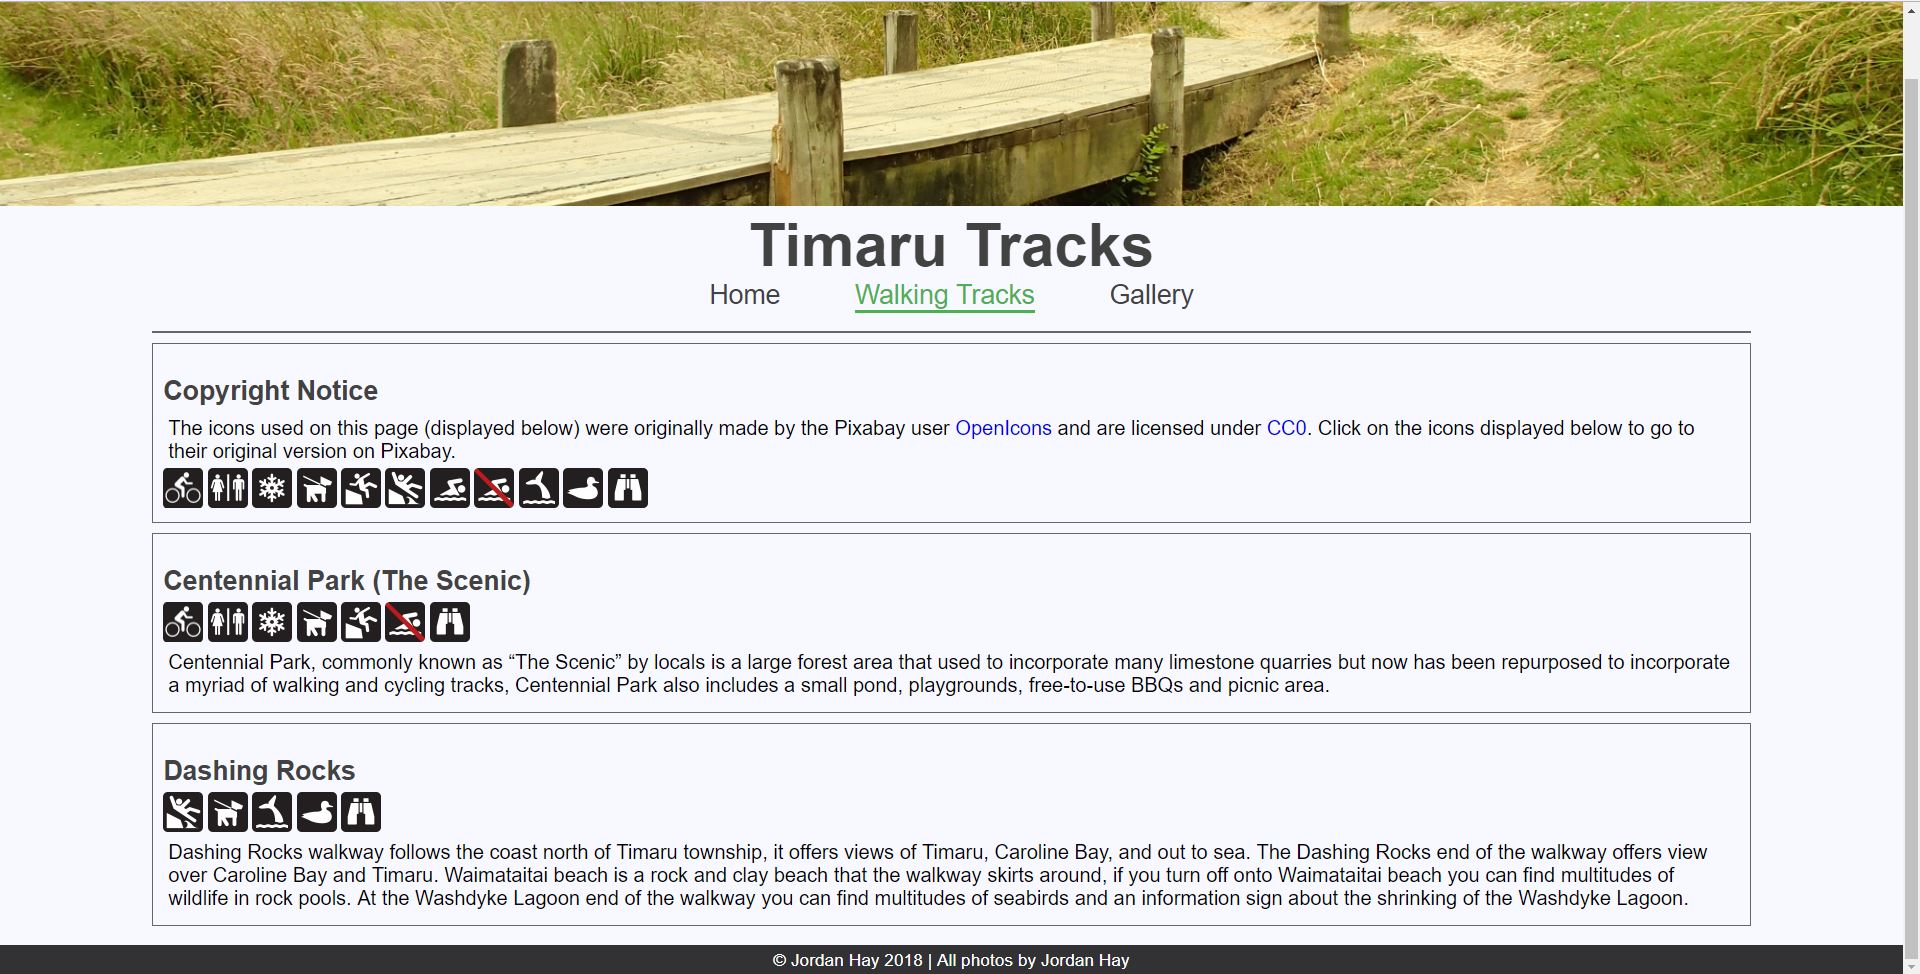 Timaru Tracks
Home Walking Tracks Gallery
Copyright Notice
The icons used on this page (displayed below) were originally made by the Pixabay user OpenIcons and are licensed under CC0. Click on the icons displayed below to go to
their original version on Pixabay.
Centennial Park (The Scenic)
Centennial Park, commonly known as “The Scenic” by locals is a large forest area that used to incorporate many limestone quarries but now has been repurposed to incorporate
a myriad of walking and cycling tracks, Centennial Park also includes a small pond, playgrounds, free-to-use BBQs and picnic area.
Dashing Rocks
Dashing Rocks walkway follows the coast north of Timaru township, it offers views of Timaru, Caroline Bay, and out to sea. The Dashing Rocks end of the walkway offers view
over Caroline Bay and Timaru. Waimataitai beach is a rock and clay beach that the walkway skirts around, if you turn off onto Waimataitai beach you can find multitudes of
wildlife in rock pools. At the Washdyke Lagoon end of the walkway you can find multitudes of seabirds and an information sign about the shrinking of the Washdyke Lagoon.
© Jordan Hay 2018 | All photos by Jordan Hay